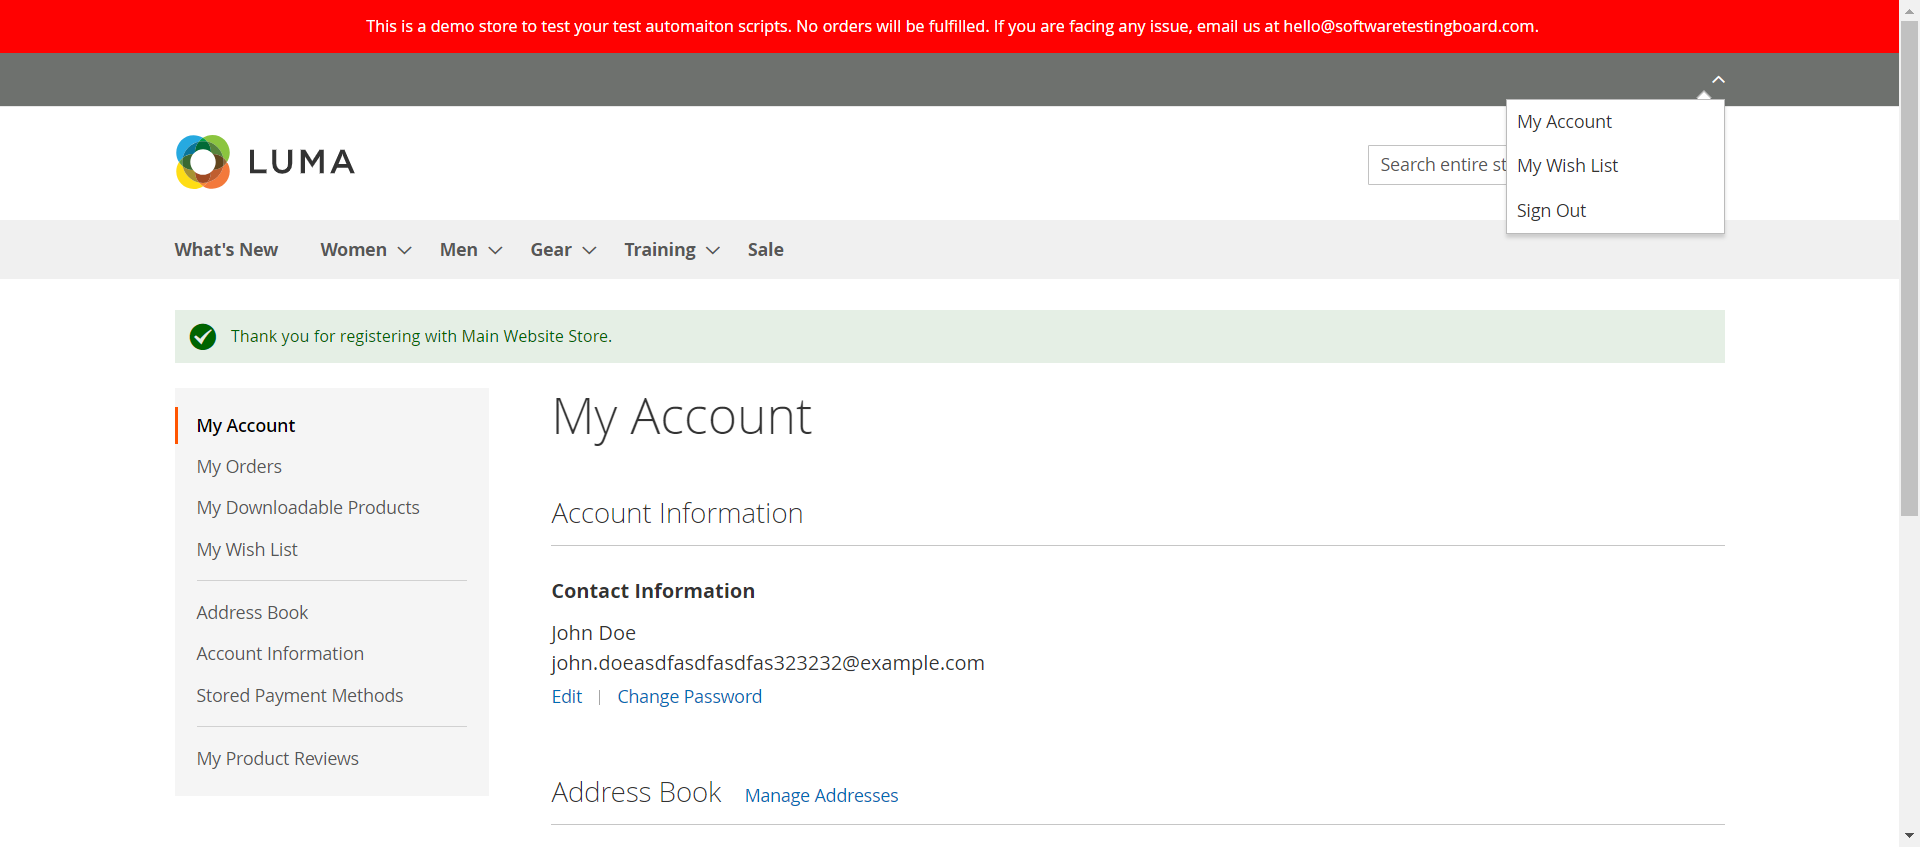 This is a demo store to test your test automaiton scripts. No orders will be fulfilled. If you are facing any issue, email us at hello@softwaretestingboard.com.
My Account
My Wish List
Sign Out
LUMA
Search entire st
What's New Women Men Gear Training Sale
Thank you for registering with Main Website Store.
My Account
My Orders
My Downloadable Products
My Wish List
Address Book
Account Information
Stored Payment Methods
My Product Reviews
My Account
Account Information
Contact Information
John Doe
john.doeasdfasdfasdfas323232@example.com
Edit | Change Password
Address Book Manage Addresses